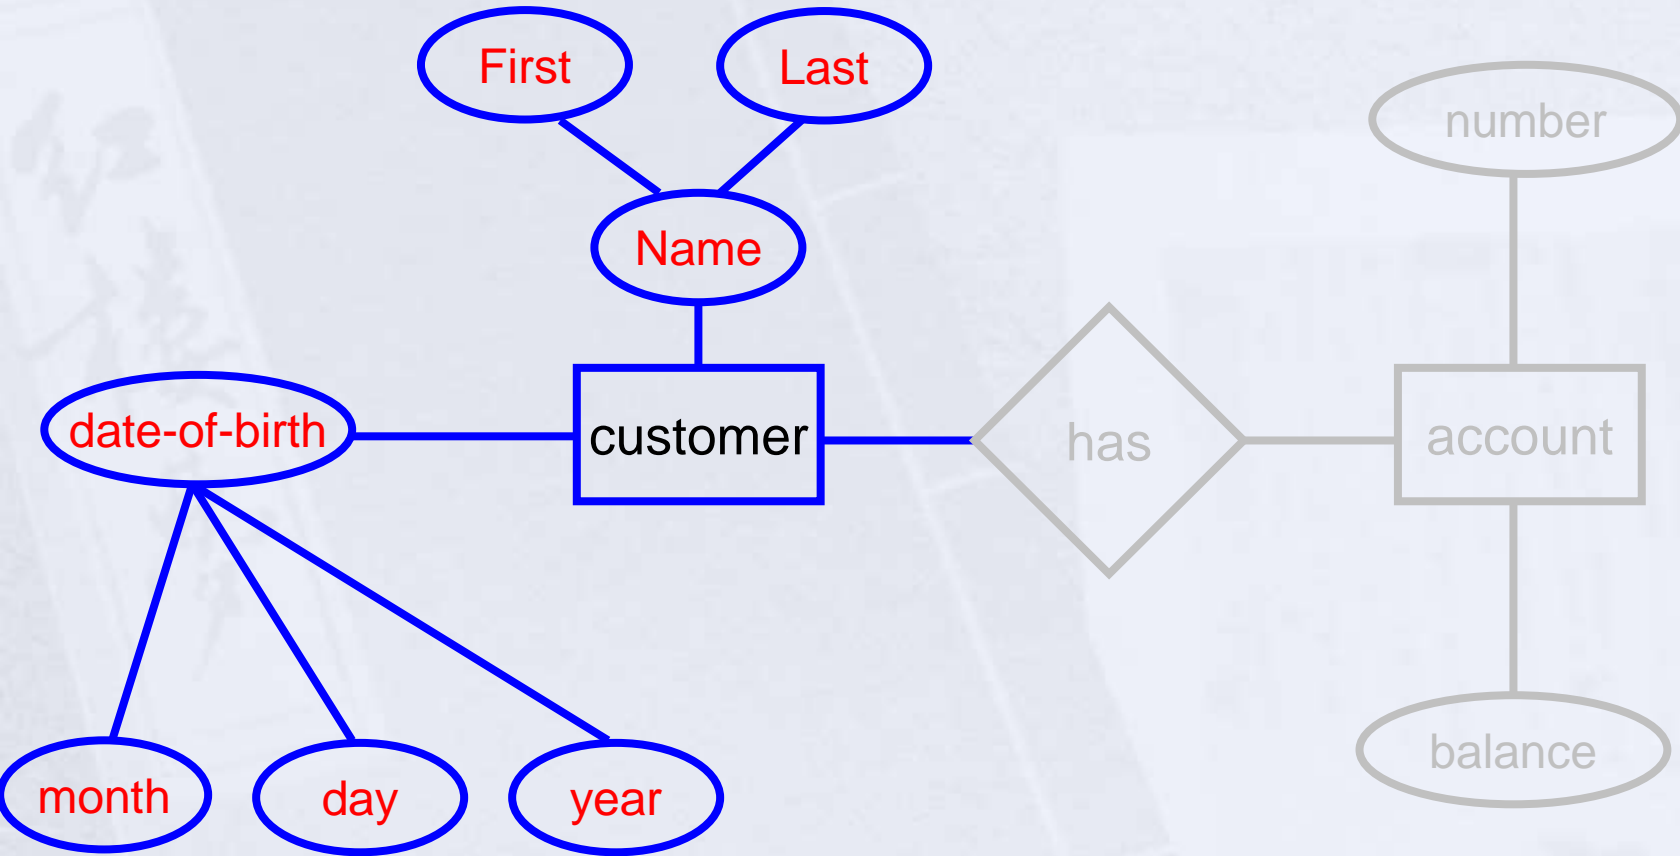 First
Last
number
Name
date-of-birth
customer
has
account
month
day
year
balance